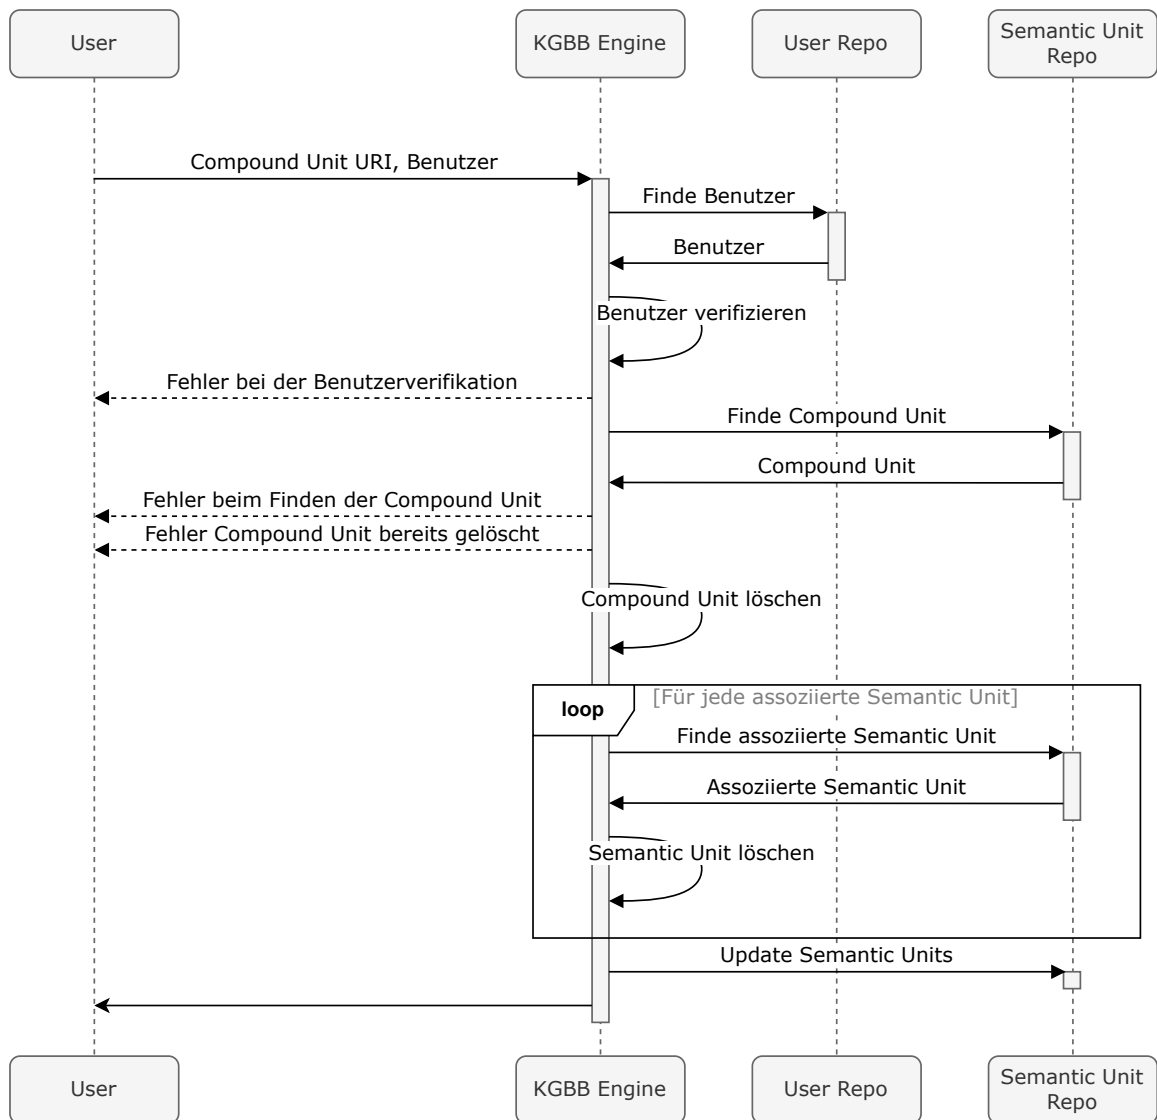 User
KGBB Engine
User Repo
Semantic Unit
Repo
Compound Unit URI, Benutzer
Finde Benutzer
Benutzer
Benutzer verifizieren
Fehler bei der Benutzerverifikation
Finde Compound Unit
Compound Unit
Fehler beim Finden der Compound Unit
Fehler Compound Unit bereits gelöscht
Compound Unit löschen
loop
[Für jede assoziierte Semantic Unit]
Finde assoziierte Semantic Unit
Assoziierte Semantic Unit
Semantic Unit löschen
Update Semantic Units
User
KGBB Engine
User Repo
Semantic Unit
Repo